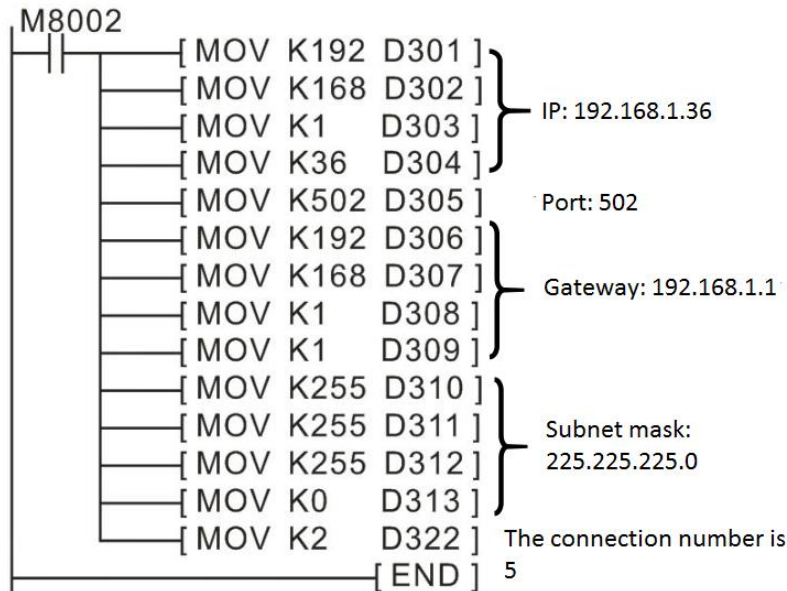 M8002
[ MOV K192 D301 ]
[ MOV K168 D302 ]
IP: 192.168.1.36
[ MOV K1 D303 ]
[ MOV K36 D304 ]
[ MOV K502 D305 ] Port: 502
[ MOV K192 D306 ]
[ MOV K168 D307 ]
Gateway: 192.168.1.1
[ MOV K1 D308 ]
[ MOV K1 D309 ]
[ MOV K255 D310 ]
[ MOV K255 D311 ]
Subnet mask:
225.225.225.0
[ MOV K255 D312 ]
[ MOV K0 D313 ]
[ MOV K2 D322 ]
The connection number is
5
[ END ]